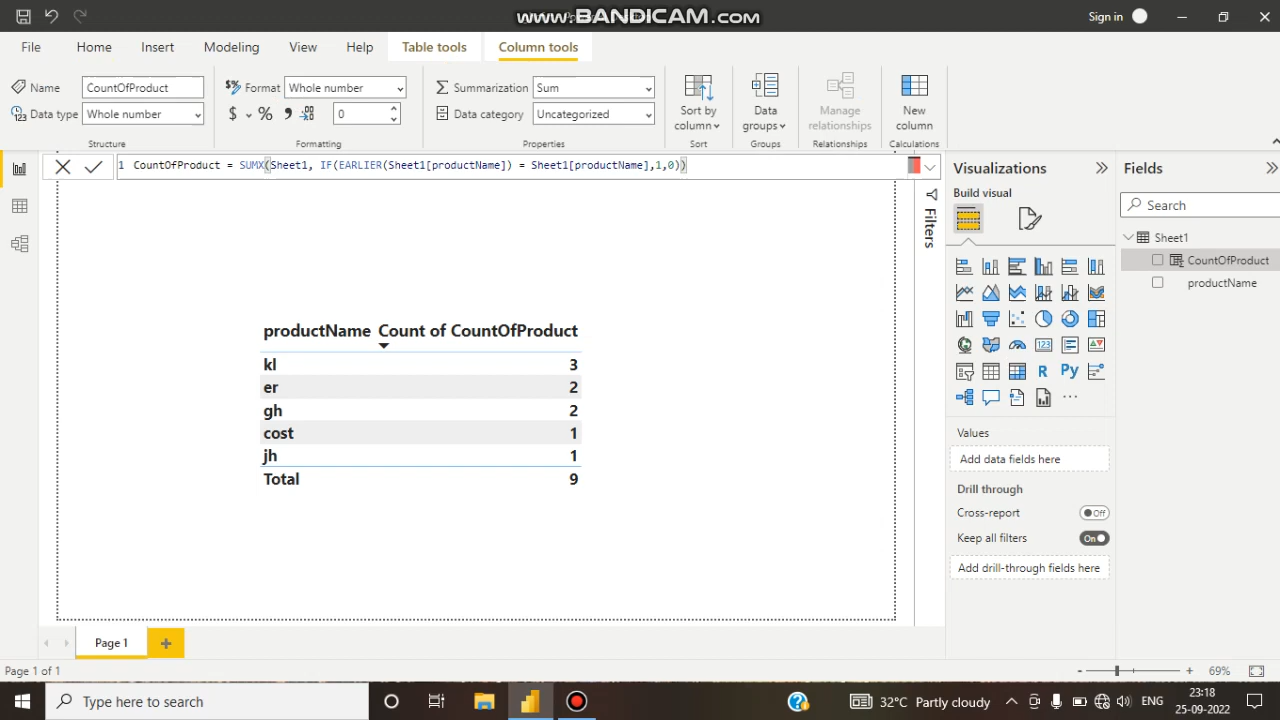 www.BANDICAM.com
Sign in
File Home Insert Modeling View Help Table tools Column tools
Name CountOfProduct
Data type Whole number
Structure
Format Whole number
$ % 0
Formatting
Summarization Sum
Data category Uncategorized
Properties
Sort by column
Sort
Data groups
Groups
Manage relationships
Relationships
New column
Calculations
1 CountOfProduct = SUMX(Sheet1, IF(EARLIER(Sheet1[productName]) = Sheet1[productName],1,0))
productName Count of CountOfProduct
kl 3
er 2
gh 2
cost 1
jh 1
Total 9
Filters
Visualizations
Build visual
123
R Py
Values
Add data fields here
Drill through
Cross-report Off
Keep all filters On
Add drill-through fields here
Fields
Search
Sheet1
CountOfProduct
productName
Page 1
Page 1 of 1
- + 69%
Type here to search
32°C Partly cloudy
ENG
23:18
25-09-2022